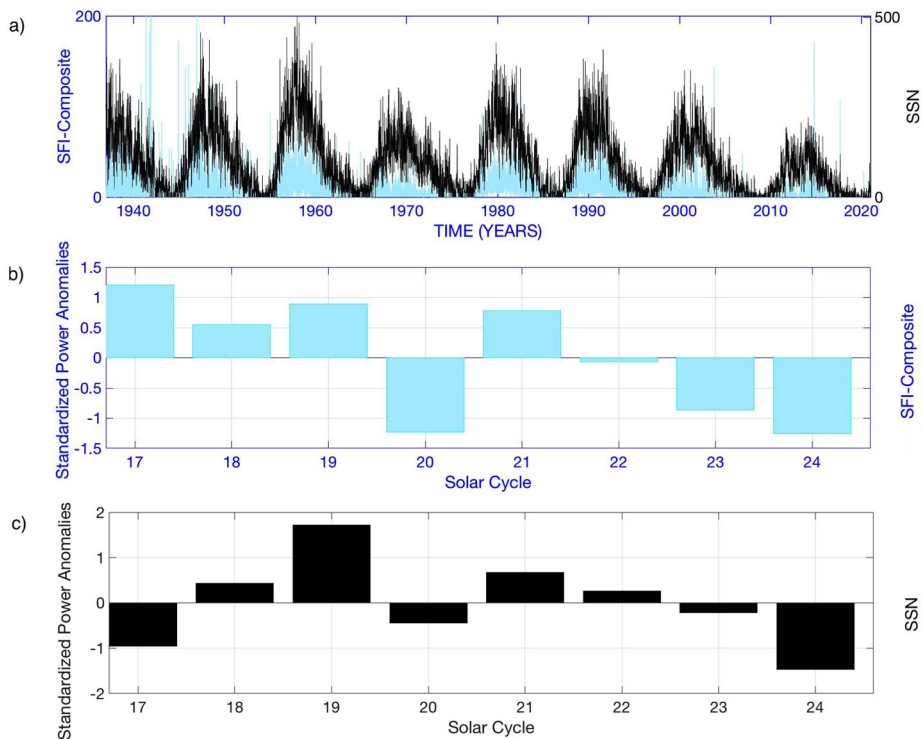 a)
200
100
0
SFI-Composite
500
0
SSN
1940 1950 1960 1970 1980 1990 2000 2010 2020
TIME (YEARS)
b)
Standardized Power Anomalies
1.5
1
0.5
0
-0.5
-1
-1.5
SFI-Composite
17 18 19 20 21 22 23 24
Solar Cycle
c)
Standardized Power Anomalies
2
1
0
-1
-2
SSN
17 18 19 20 21 22 23 24
Solar Cycle